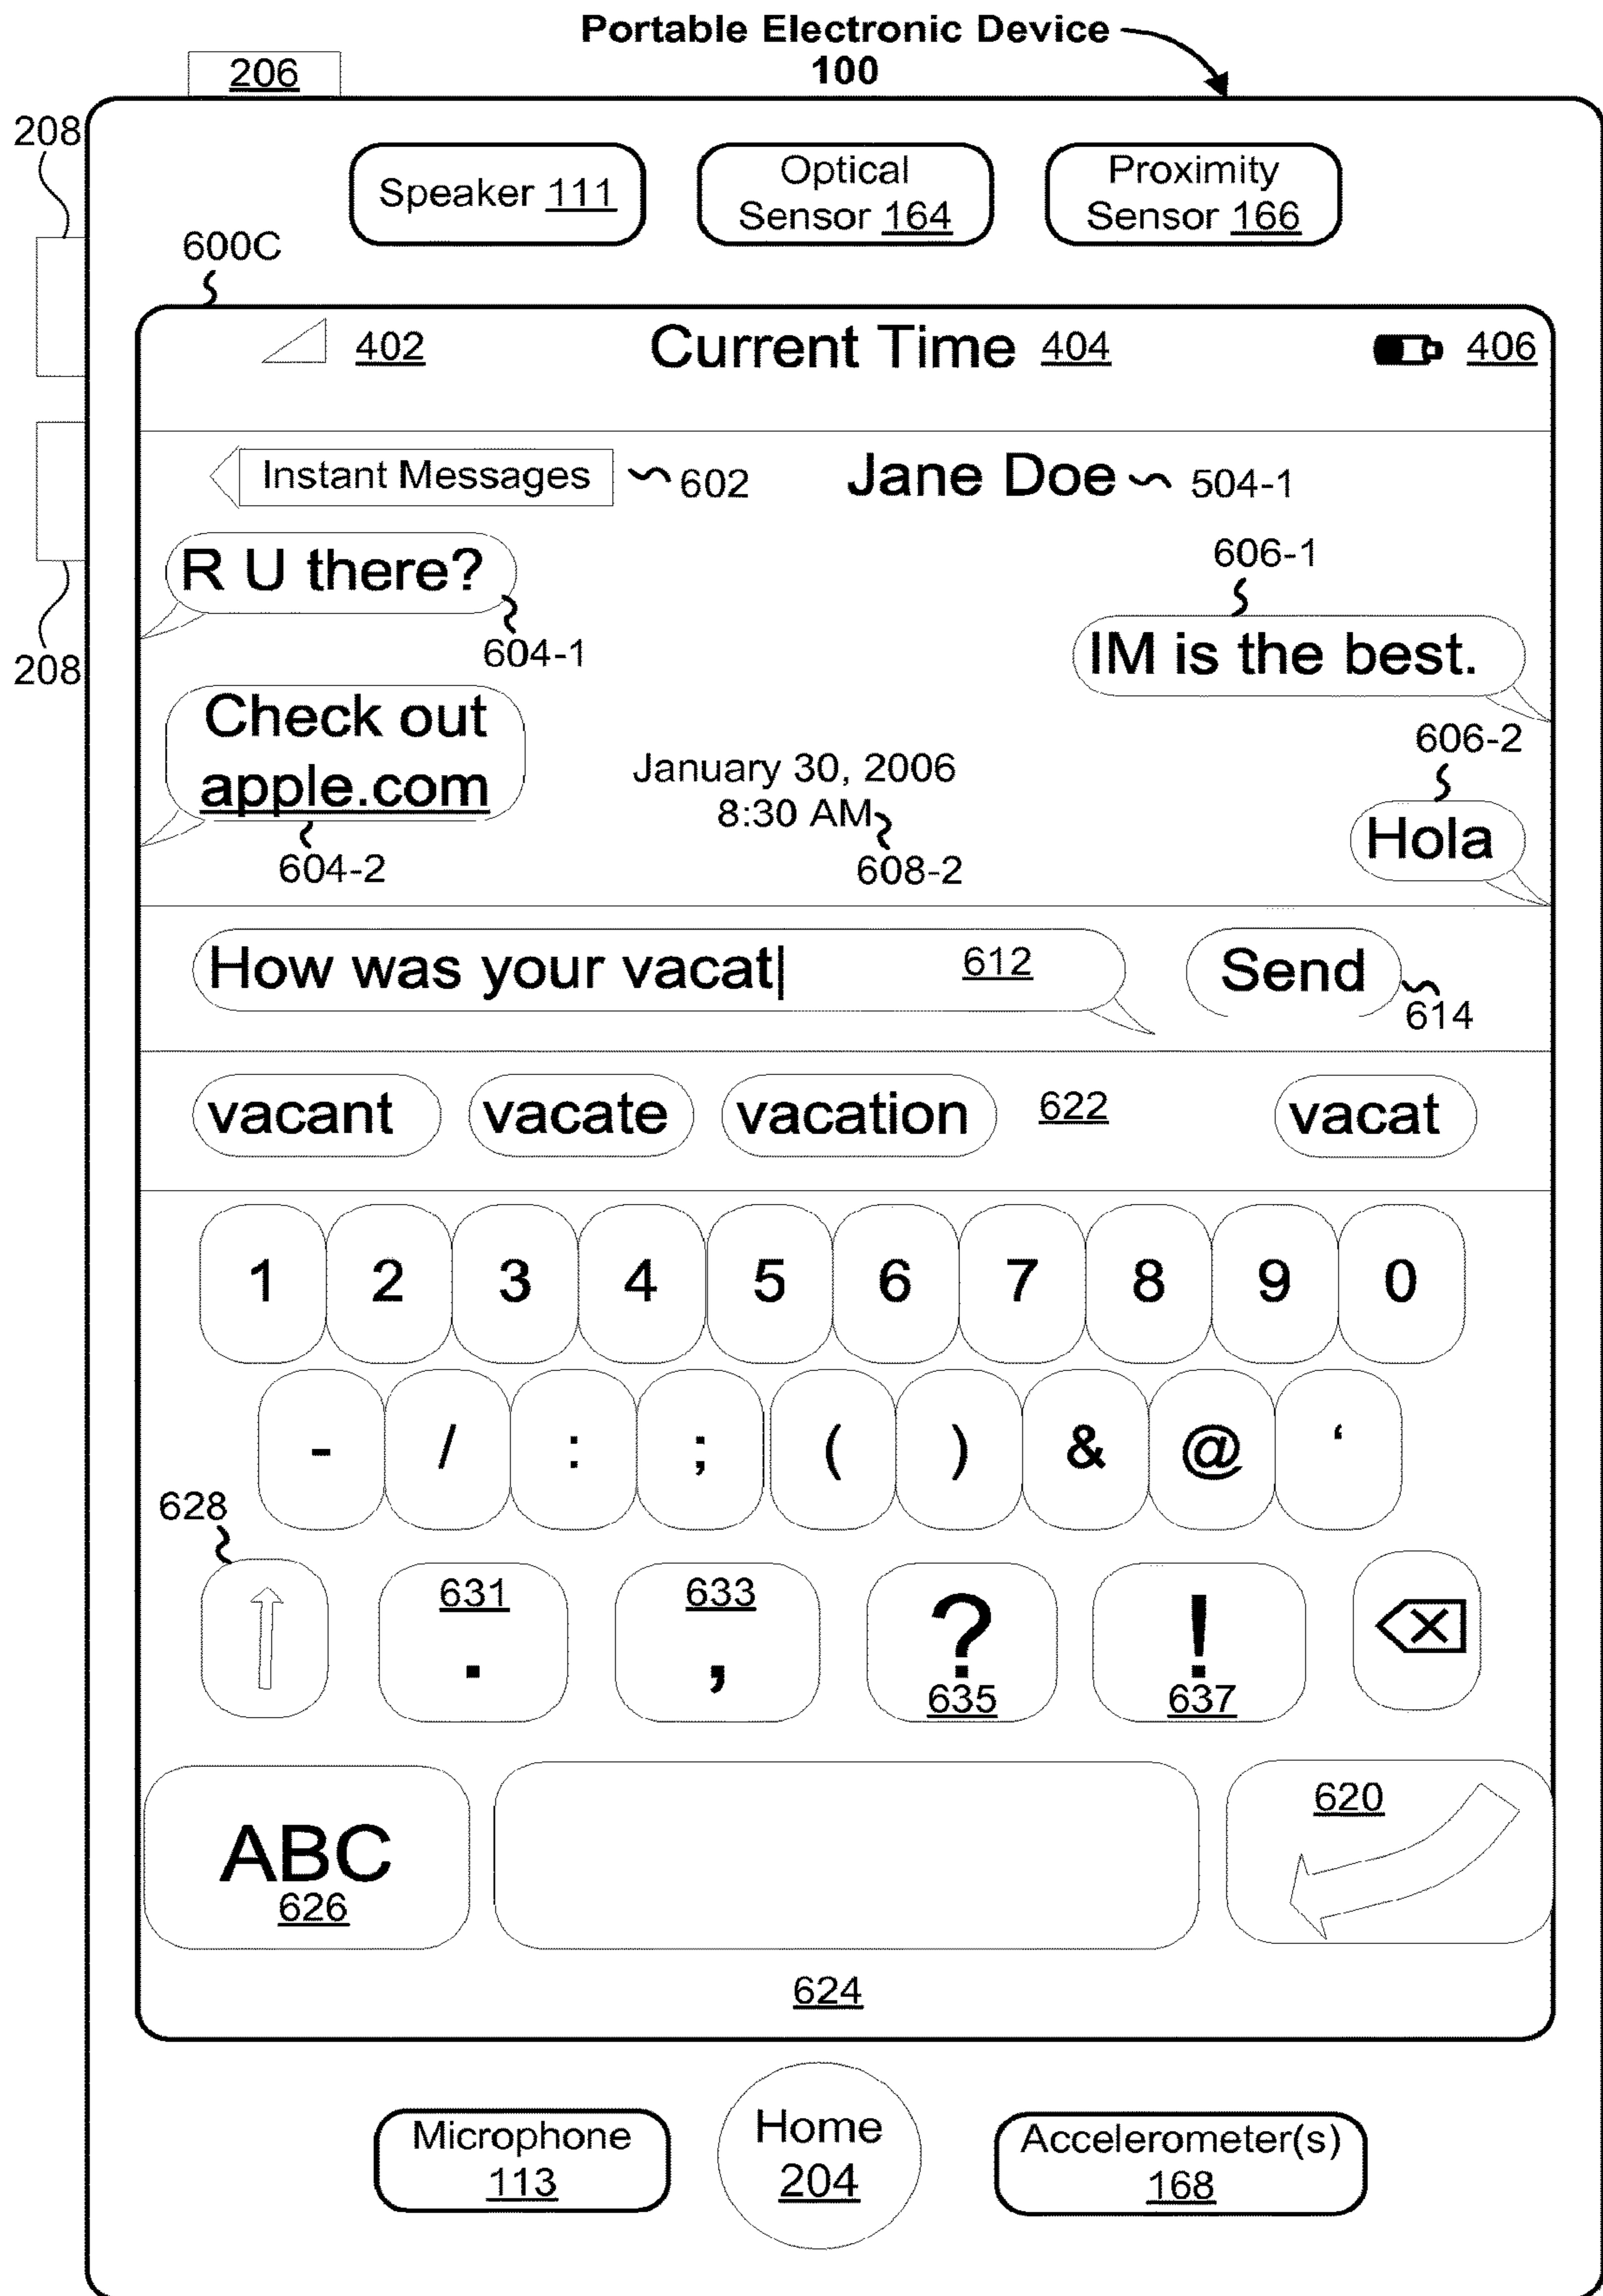 Portable Electronic Device
100
206
208
Speaker 111
Optical
Sensor 164
Proximity
Sensor 166
600C
402
Current Time 404
406
Instant Messages
602
Jane Doe
504-1
R U there?
604-1
606-1
IM is the best.
208
Check out
apple.com
604-2
January 30, 2006
8:30 AM
608-2
606-2
Hola
How was your vacat|
612
Send
614
vacant
vacate
vacation
622
vacat
1 2 3 4 5 6 7 8 9 0
- / : ; ( ) & @ ‘
628
631
.
633
,
?
635
!
637
ABC
626
620
624
Microphone
113
Home
204
Accelerometer(s)
168